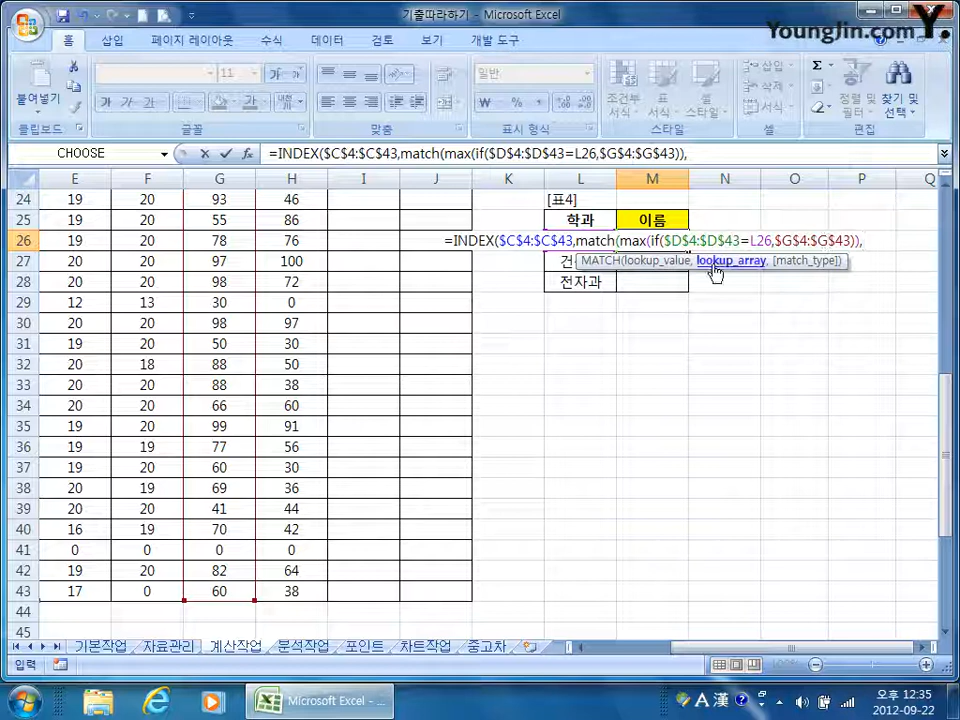 기출따라하기 - Microsoft Excel
YoungJin.com Y.
홈 삽입 페이지 레이아웃 수식 데이터 검토 보기 개발 도구
붙여넣기 클립보드
11 가 가 가 글꼴
맞춤
일반 % , 표시 형식
조건부 서식 표 서식 셀 스타일 스타일
삽입 삭제 서식 셀
Σ 정렬 및 필터 찾기 및 선택 편집
CHOOSE =INDEX($C$4:$C$43,match(max(if($D$4:$D$43=L26,$G$4:$G$43)),
E F G H I J K L M N O P Q
24 19 20 93 46 [표4]
25 19 20 55 86 학과 이름
26 19 20 78 76 =INDEX($C$4:$C$43,match(max(if($D$4:$D$43=L26,$G$4:$G$43)),
27 20 20 97 100 건 MATCH(lookup_value, lookup_array, [match_type])
28 20 20 98 72 전자과
29 12 13 30 0
30 20 20 98 97
31 19 20 50 30
32 20 18 88 50
33 20 20 88 38
34 20 20 66 60
35 19 20 99 91
36 19 19 77 56
37 19 20 60 30
38 20 19 69 36
39 20 20 41 44
40 16 19 70 42
41 0 0 0 0
42 19 20 82 64
43 17 0 60 38
44
45
기본작업 자료관리 계산작업 분석작업 포인트 차트작업 중고차
입력 100%
Microsoft Excel - ... A 漢 오후 12:35
2012-09-22